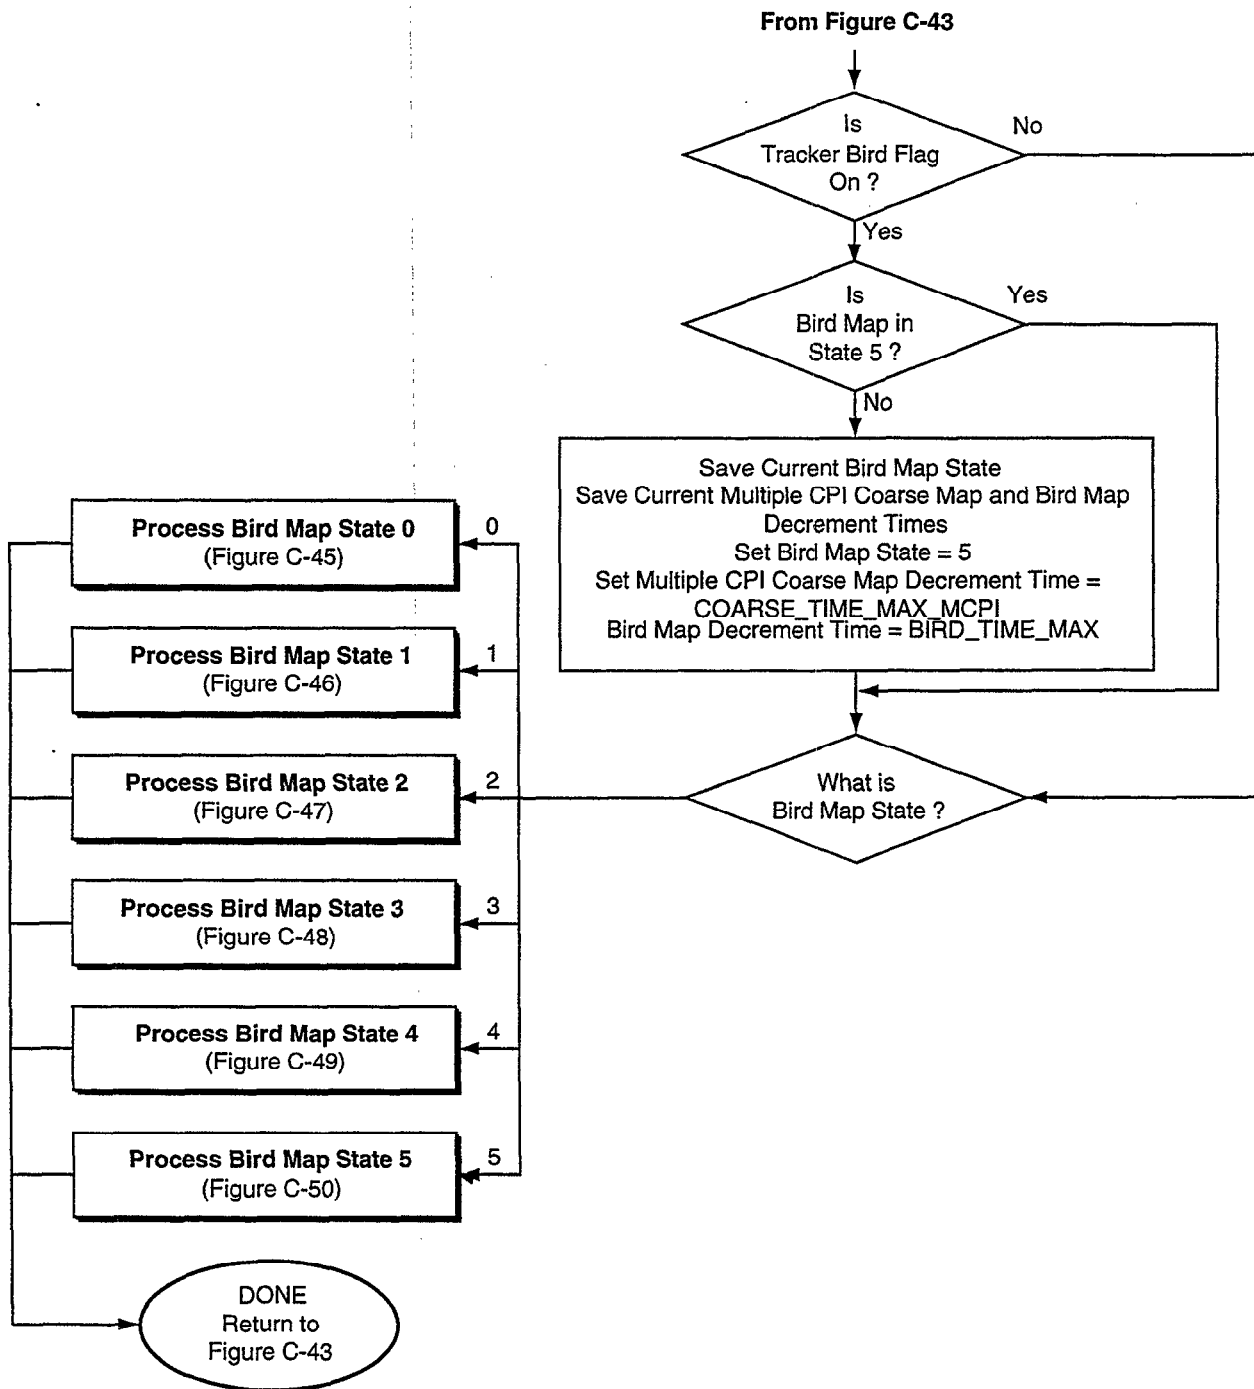 From Figure C-43
Is
Tracker Bird Flag
On ?
No
Yes
Is
Bird Map in
State 5 ?
Yes
No
Save Current Bird Map State
Save Current Multiple CPI Coarse Map and Bird Map
Decrement Times
Set Bird Map State = 5
Set Multiple CPI Coarse Map Decrement Time =
COARSE_TIME_MAX_MCPI
Bird Map Decrement Time = BIRD_TIME_MAX
What is
Bird Map State ?
Process Bird Map State 0
(Figure C-45)
0
Process Bird Map State 1
(Figure C-46)
1
Process Bird Map State 2
(Figure C-47)
2
Process Bird Map State 3
(Figure C-48)
3
Process Bird Map State 4
(Figure C-49)
4
Process Bird Map State 5
(Figure C-50)
5
DONE
Return to
Figure C-43